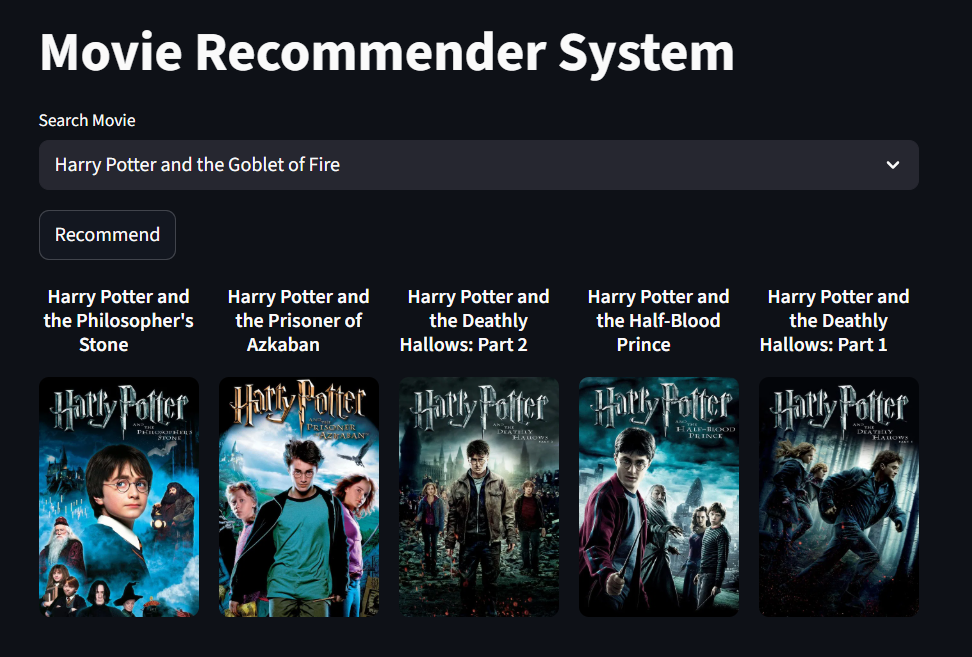 Movie Recommender System
Search Movie
Harry Potter and the Goblet of Fire
Recommend
Harry Potter and
the Philosopher's
Stone
Harry Potter and
the Prisoner of
Azkaban
Harry Potter and
the Deathly
Hallows: Part 2
Harry Potter and
the Half-Blood
Prince
Harry Potter and
the Deathly
Hallows: Part 1
Harry Potter
AND THE
PHILOSOPHER'S
STONE
Harry Potter
AND THE
PRISONER
OF
AZKABAN
Harry Potter
AND THE
DEATHLY
HALLOWS
Harry Potter
AND THE
HALF-BLOOD
PRINCE
Harry Potter
AND THE
DEATHLY
HALLOWS